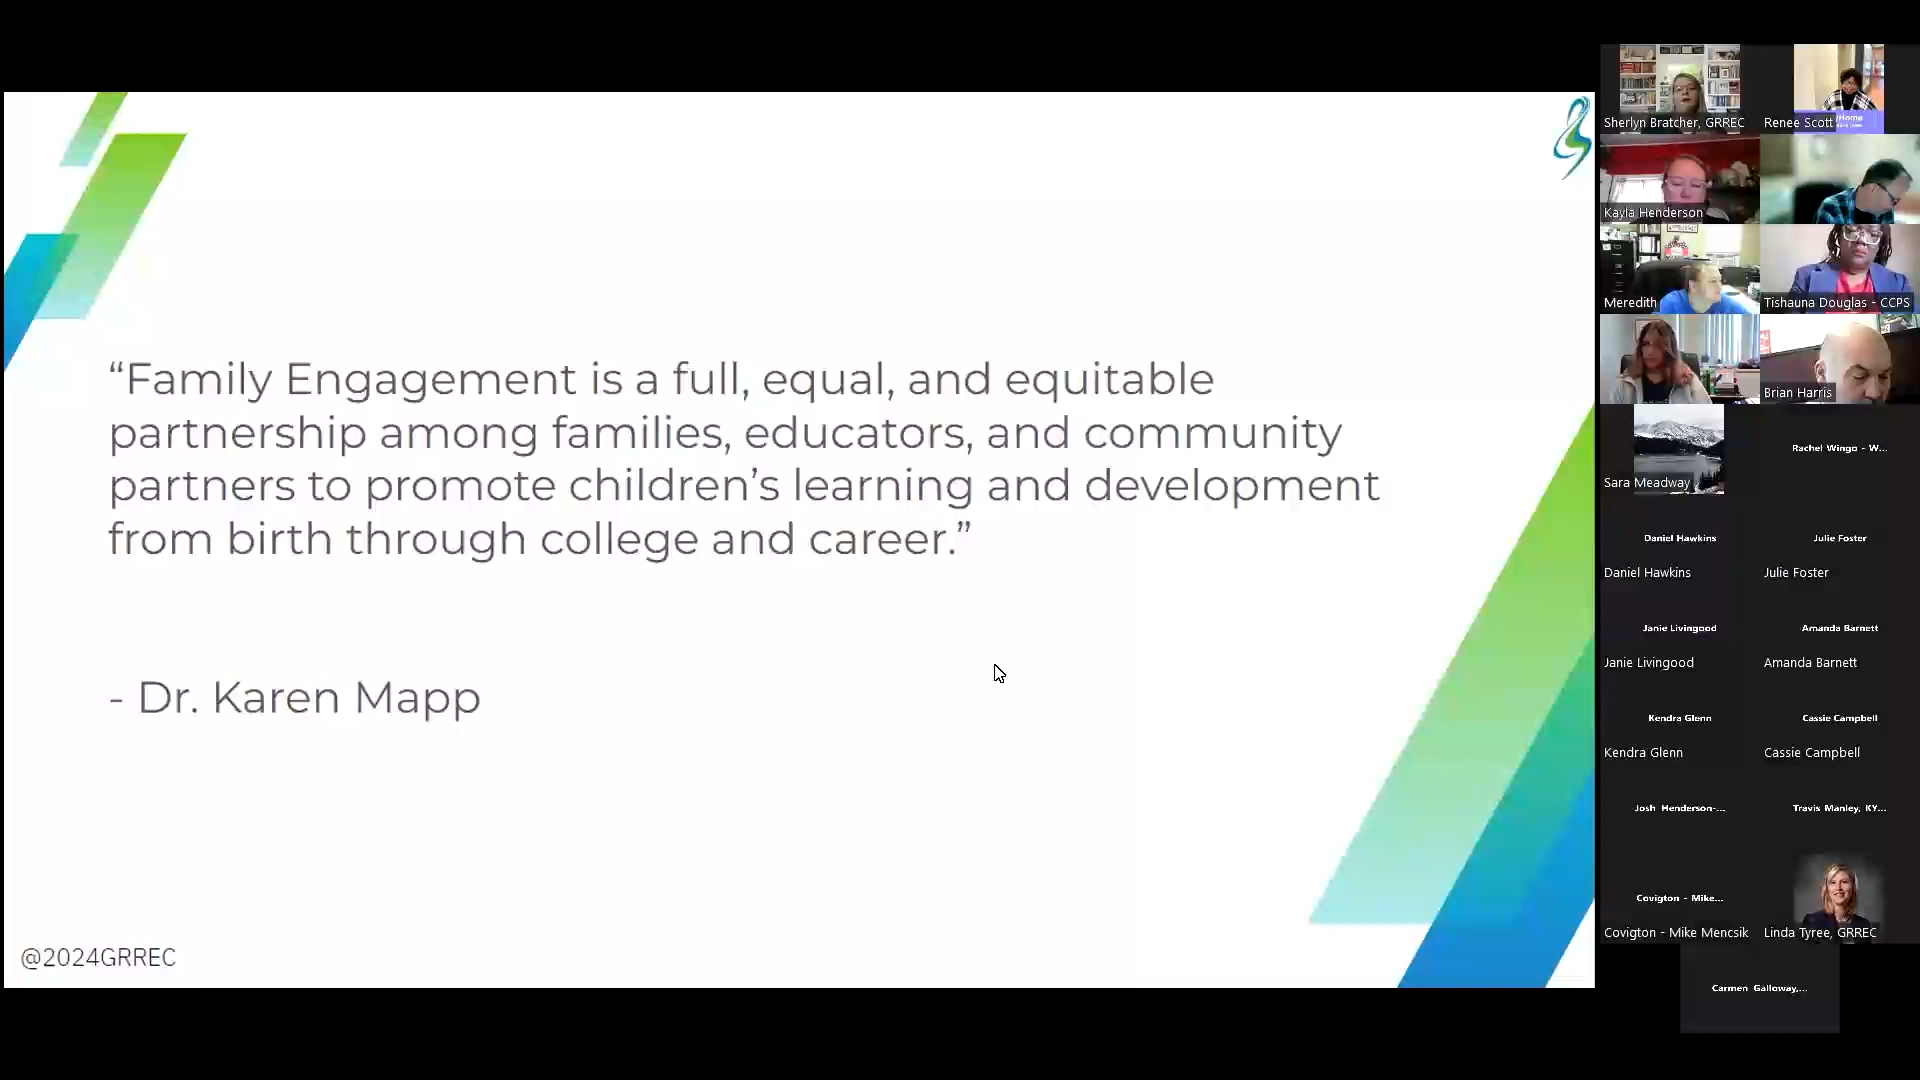 “Family Engagement is a full, equal, and equitable
partnership among families, educators, and community
partners to promote children’s learning and development
from birth through college and career.”
- Dr. Karen Mapp
@2024GRREC
Sherlyn Bratcher, GRREC
Renee Scott
Home
Kayla Henderson
Meredith
Tishauna Douglas - CCPS
Brian Harris
Sara Meadway
Rachel Wingo - W...
Daniel Hawkins
Daniel Hawkins
Julie Foster
Julie Foster
Janie Livingood
Janie Livingood
Amanda Barnett
Amanda Barnett
Kendra Glenn
Kendra Glenn
Cassie Campbell
Cassie Campbell
Josh Henderson-...
Travis Manley, KY...
Covigton - Mike...
Covigton - Mike Mencsik
Linda Tyree, GRREC
Carmen Galloway,...